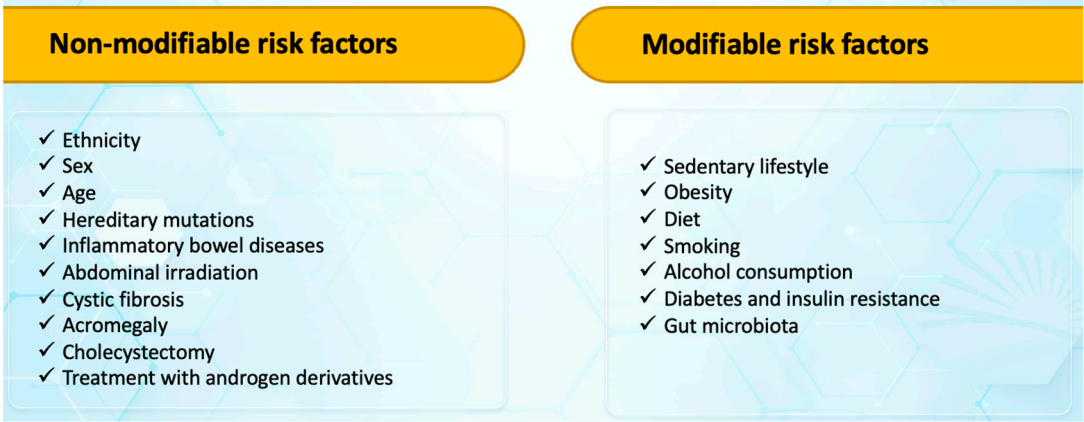 Non-modifiable risk factors
✓ Ethnicity
✓ Sex
✓ Age
✓ Hereditary mutations
✓ Inflammatory bowel diseases
✓ Abdominal irradiation
✓ Cystic fibrosis
✓ Acromegaly
✓ Cholecystectomy
✓ Treatment with androgen derivatives
Modifiable risk factors
✓ Sedentary lifestyle
✓ Obesity
✓ Diet
✓ Smoking
✓ Alcohol consumption
✓ Diabetes and insulin resistance
✓ Gut microbiota